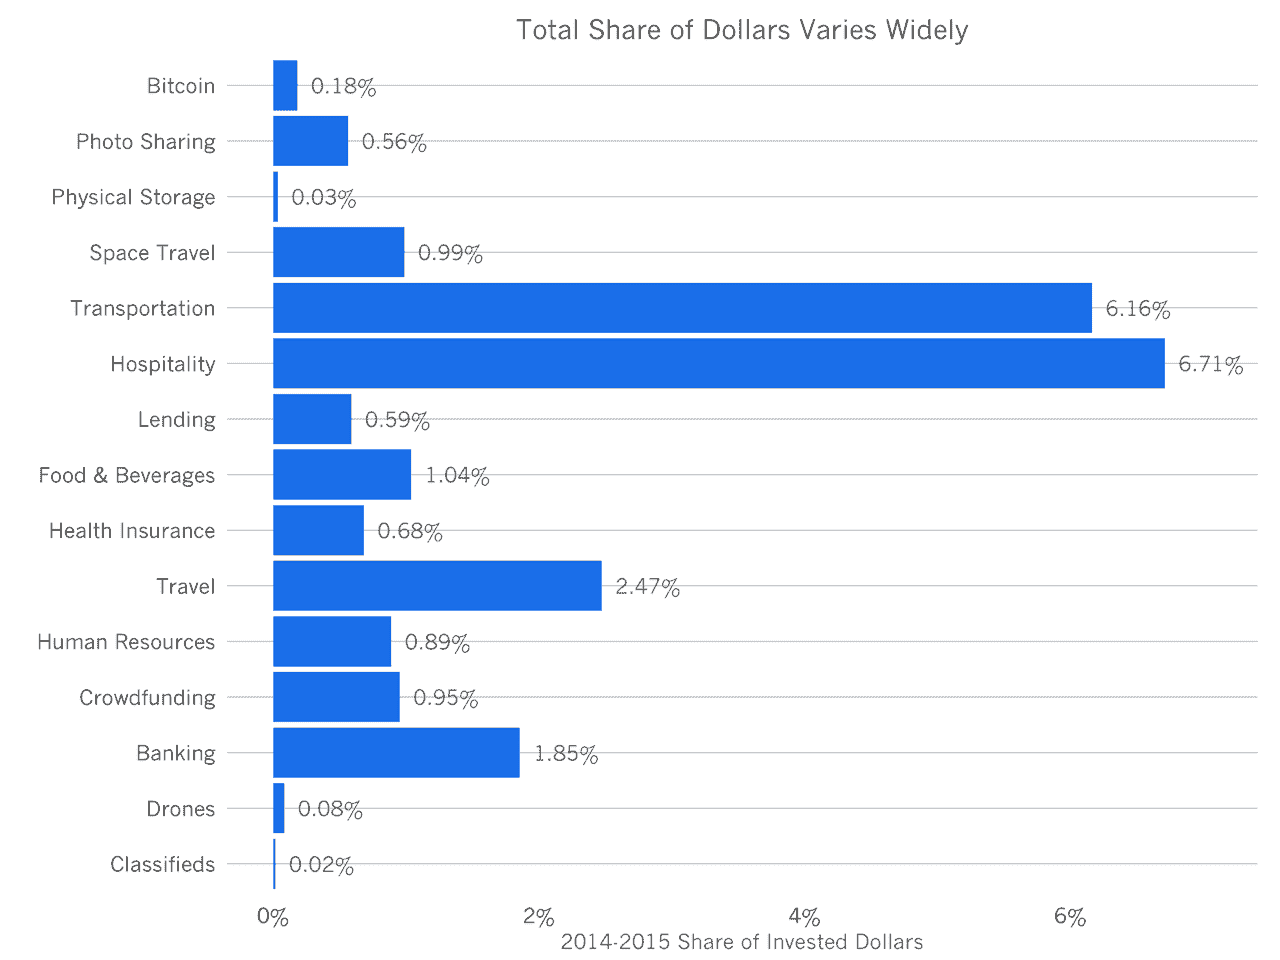 Total Share of Dollars Varies Widely
Bitcoin 0.18%
Photo Sharing 0.56%
Physical Storage 0.03%
Space Travel 0.99%
Transportation 6.16%
Hospitality 6.71%
Lending 0.59%
Food & Beverages 1.04%
Health Insurance 0.68%
Travel 2.47%
Human Resources 0.89%
Crowdfunding 0.95%
Banking 1.85%
Drones 0.08%
Classifieds 0.02%
0% 2% 4% 6%
2014-2015 Share of Invested Dollars